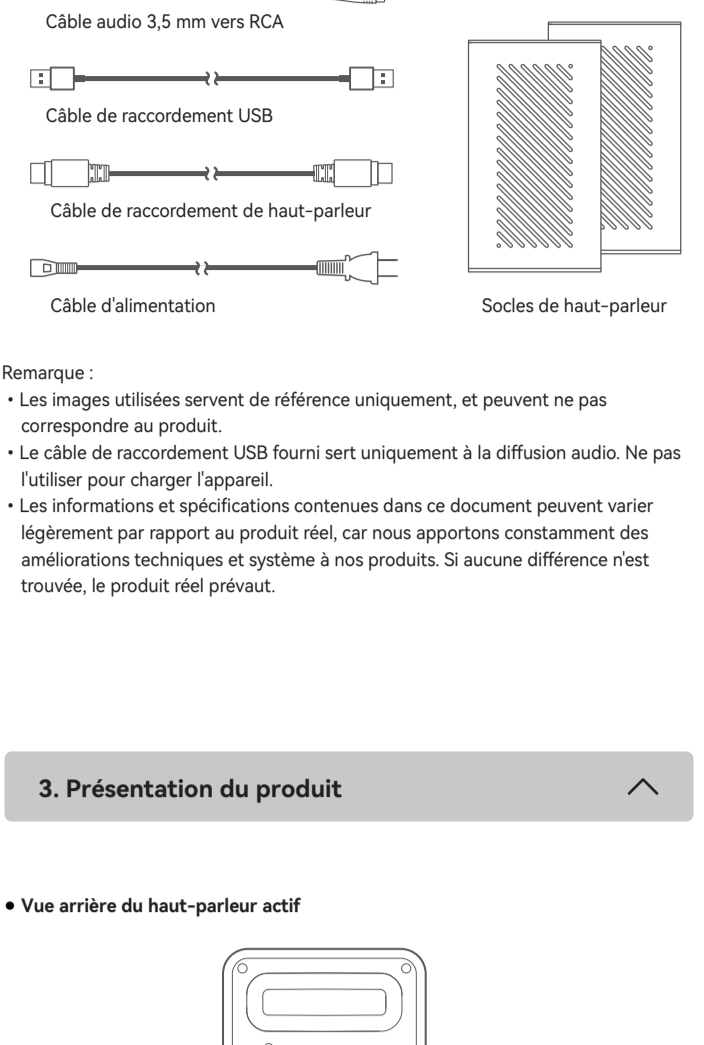 Câble audio 3,5 mm vers RCA
Câble de raccordement USB
Câble de raccordement de haut-parleur
Câble d'alimentation
Socles de haut-parleur
Remarque :
• Les images utilisées servent de référence uniquement, et peuvent ne pas
correspondre au produit.
• Le câble de raccordement USB fourni sert uniquement à la diffusion audio. Ne pas
l'utiliser pour charger l'appareil.
• Les informations et spécifications contenues dans ce document peuvent varier
légèrement par rapport au produit réel, car nous apportons constamment des
améliorations techniques et système à nos produits. Si aucune différence n'est
trouvée, le produit réel prévaut.
3. Présentation du produit
• Vue arrière du haut-parleur actif